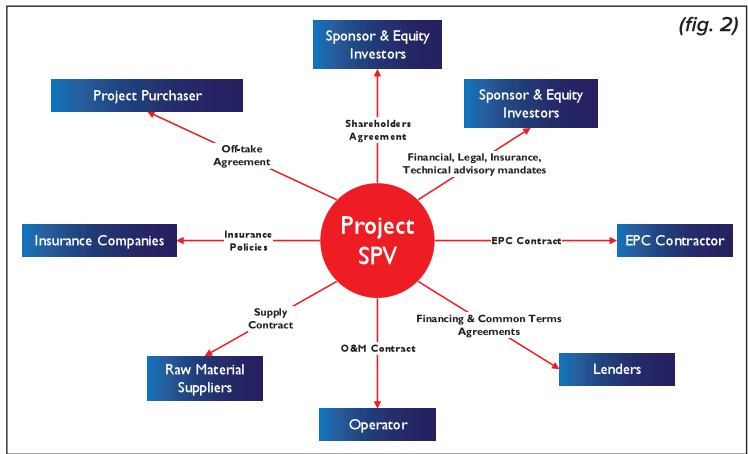 (fig. 2)
Sponsor & Equity
Investors
Project Purchaser
Sponsor & Equity
Investors
Shareholders
Agreement
Off-take
Agreement
Financial, Legal, Insurance,
Technical advisory mandates
Project
SPV
Insurance Companies
Insurance
Policies
EPC Contract
EPC Contractor
Supply
Contract
Financing & Common Terms
Agreements
O&M Contract
Raw Material
Suppliers
Lenders
Operator